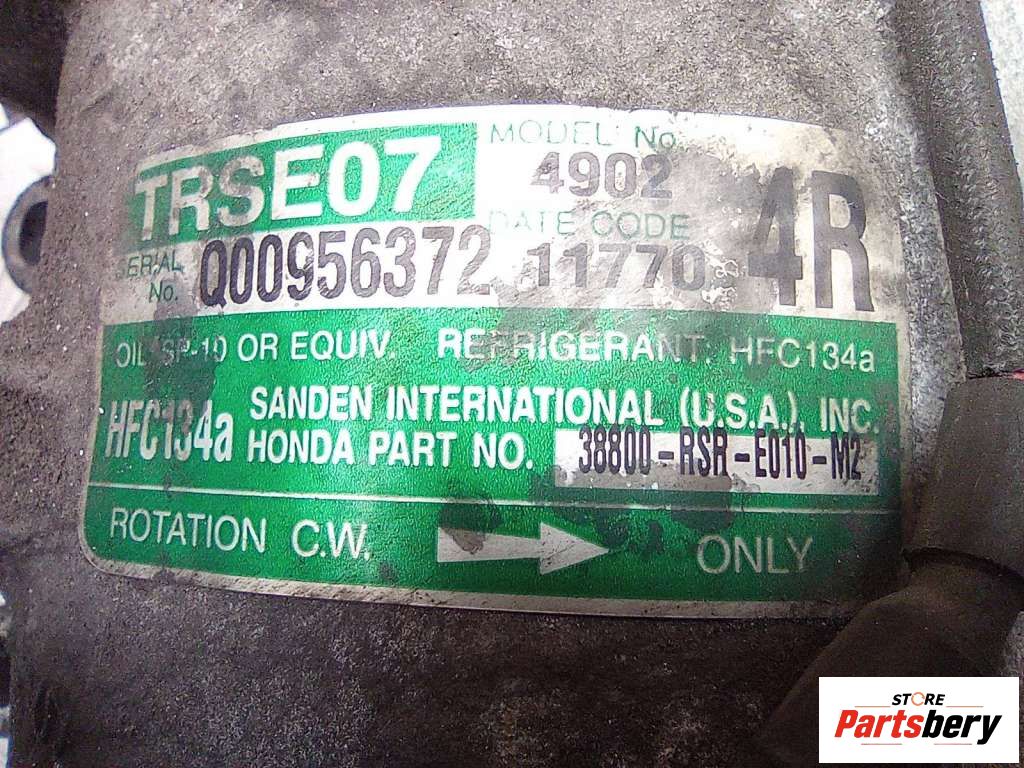 TRSE07
MODEL No.
4902
DATE CODE
11770
4R
SERIAL No.
Q00956372
OIL SP-10 OR EQUIV. REFRIGERANT: HFC134a
HFC134a
SANDEN INTERNATIONAL (U.S.A.), INC.
HONDA PART NO. 38800-RSR-E010-M2
ROTATION C.W. ONLY
STORE
Partsbery